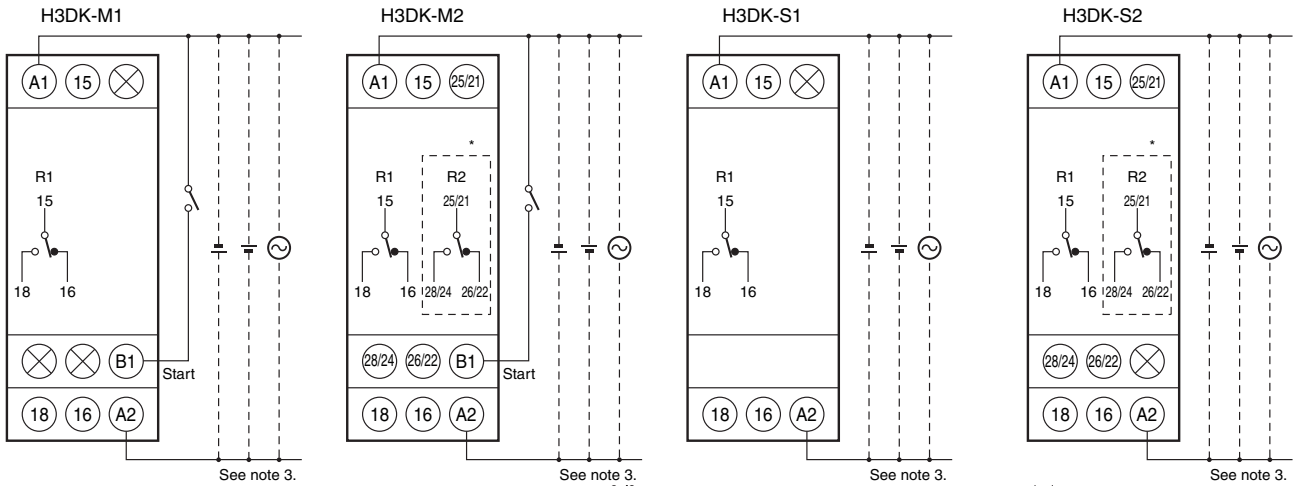 H3DK-M1
A1 15
R1
15
18 16
B1
Start
18 16 A2
See note 3.
H3DK-M2
A1 15 25/21
*
R1 R2
15 25/21
18 16 28/24 26/22
28/24 26/22 B1
Start
18 16 A2
See note 3.
H3DK-S1
A1 15
R1
15
18 16
18 16 A2
See note 3.
H3DK-S2
A1 15 25/21
*
R1 R2
15 25/21
18 16 28/24 26/22
28/24 26/22
18 16 A2
See note 3.